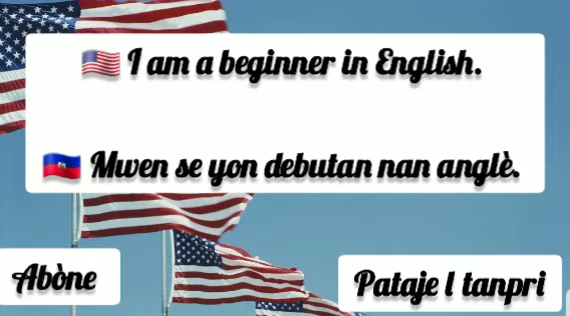 I am a beginner in English.
Mwen se yon debutan nan anglè.
Abòne
Pataje l tanpri